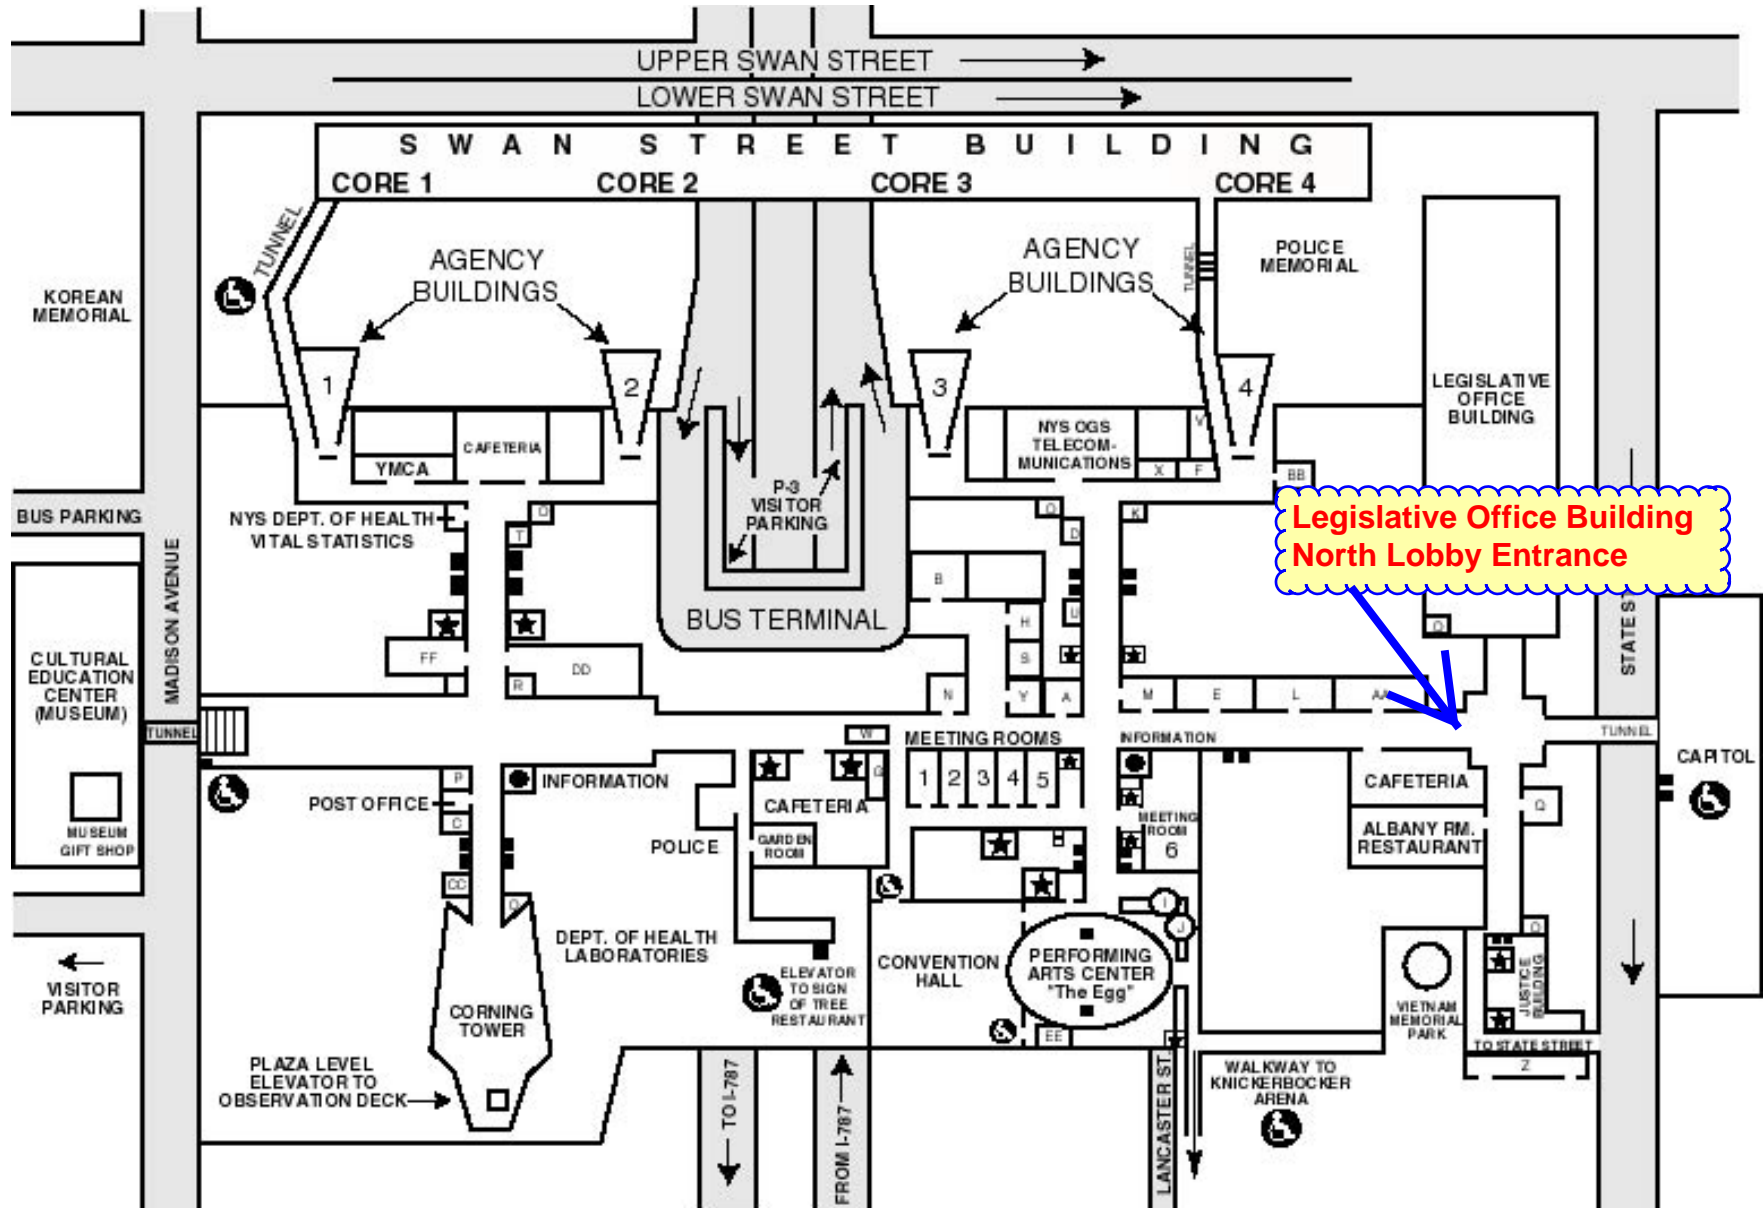 UPPER SWAN STREET
LOWER SWAN STREET
SWAN STREET BUILDING
CORE 1
CORE 2
CORE 3
CORE 4
TUNNEL
AGENCY
BUILDINGS
AGENCY
BUILDINGS
TUNNEL
POLICE
MEMORIAL
KOREAN
MEMORIAL
1
2
3
4
LEGISLATIVE
OFFICE
BUILDING
CAFETERIA
YMCA
NYS OGS
TELECOM-
MUNICATIONS
V
X
F
BB
P-3
VISITOR
PARKING
BUS PARKING
NYS DEPT. OF HEALTH
VITAL STATISTICS
O
T
O
D
K
Legislative Office Building
North Lobby Entrance
MADISON AVENUE
B
H
U
BUS TERMINAL
Q
STATE ST
CULTURAL
EDUCATION
CENTER
(MUSEUM)
FF
DD
R
S
N
Y
A
M
E
L
AA
TUNNEL
W
MEETING ROOMS
INFORMATION
TUNNEL
CAPITOL
P
INFORMATION
G
1
2
3
4
5
CAFETERIA
POST OFFICE
C
CAFETERIA
MEETING
ROOM
6
Q
MUSEUM
GIFT SHOP
POLICE
GARDEN
ROOM
ALBANY RM.
RESTAURANT
CC
O
I
J
O
DEPT. OF HEALTH
LABORATORIES
CONVENTION
HALL
PERFORMING
ARTS CENTER
"The Egg"
ELEVATOR
TO SIGN
OF TREE
RESTAURANT
JUSTICE
BUILDING
VISITOR
PARKING
CORNING
TOWER
EE
VIETNAM
MEMORIAL
PARK
TO STATE STREET
Z
PLAZA LEVEL
ELEVATOR TO
OBSERVATION DECK
TO I-787
FROM I-787
LANCASTER ST.
WALKWAY TO
KNICKERBOCKER
ARENA